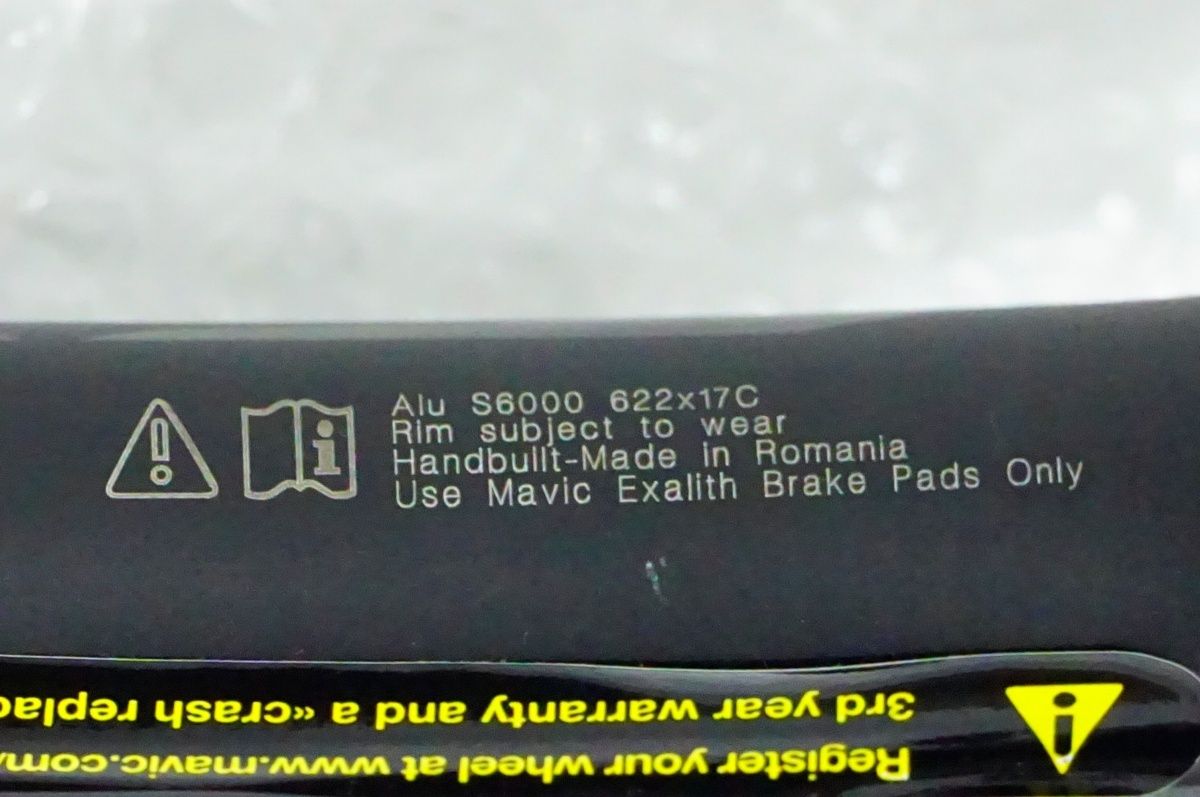 Alu S6000 622x17C
Rim subject to wear
Handbuilt-Made in Romania
Use Mavic Exalith Brake Pads Only
Register your wheel at www.mavic.com
3rd year warranty and a «crash